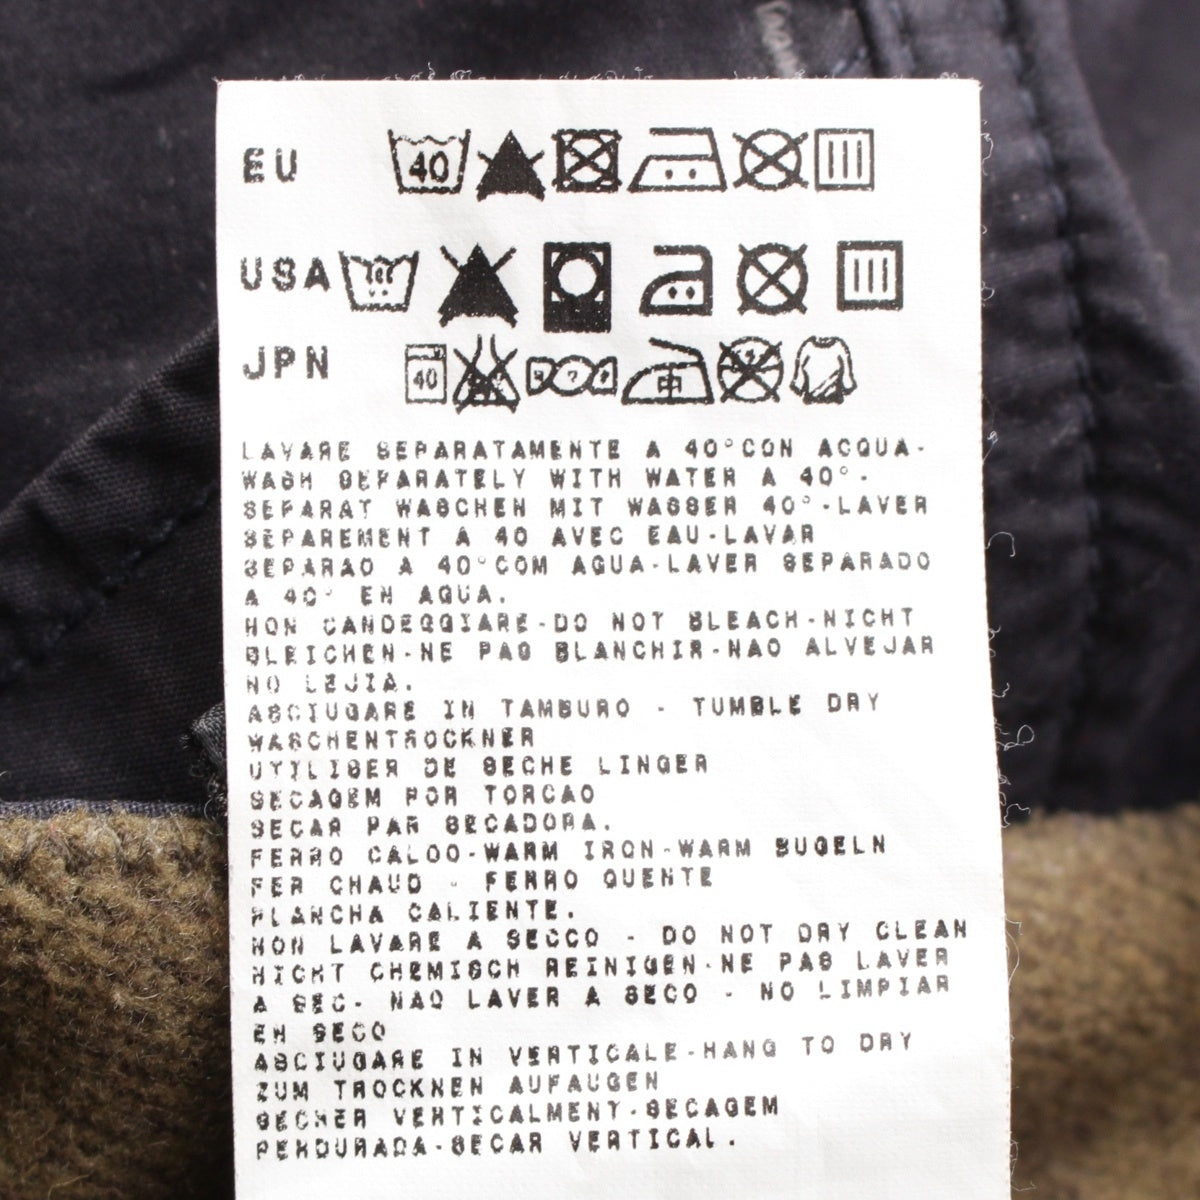 EU 40
USA
JPN 40
LAVARE SEPARATAMENTE A 40°CON ACQUA-
WASH SEPARATELY WITH WATER A 40°-
SEPARAT WASCHEN MIT WASSER 40°-LAVER
SEPAREMENT A 40 AVEC EAU-LAVAR
SEPARAO A 40°COM AGUA-LAVER SEPARADO
A 40° EN AGUA.
NON CANDEGGIARE-DO NOT BLEACH-NICHT
BLEICHEN-NE PAS BLANCHIR-NAO ALVEJAR
NO LEJIA.
ASCIUGARE IN TAMBURO - TUMBLE DRY
WASCHENTROCKNER
UTILISER DE SECHE LINGER
SECAGEM POR TORCAO
SECAR PAR SECADORA.
FERRO CALOO-WARM IRON-WARM BUGELN
FER CHAUD - FERRO QUENTE
PLANCHA CALIENTE.
NON LAVARE A SECCO - DO NOT DRY CLEAN
NICHT CHEMISCH REINIGEN-NE PAS LAVER
A SEC- NAO LAVER A SECO - NO LIMPIAR
EN SECO
ASCIUGARE IN VERTICALE-HANG TO DRY
ZUM TROCKNEN AUFAUGEN
SECHER VERTICALMENT-SECAGEM
PENDURADA-SECAR VERTICAL.